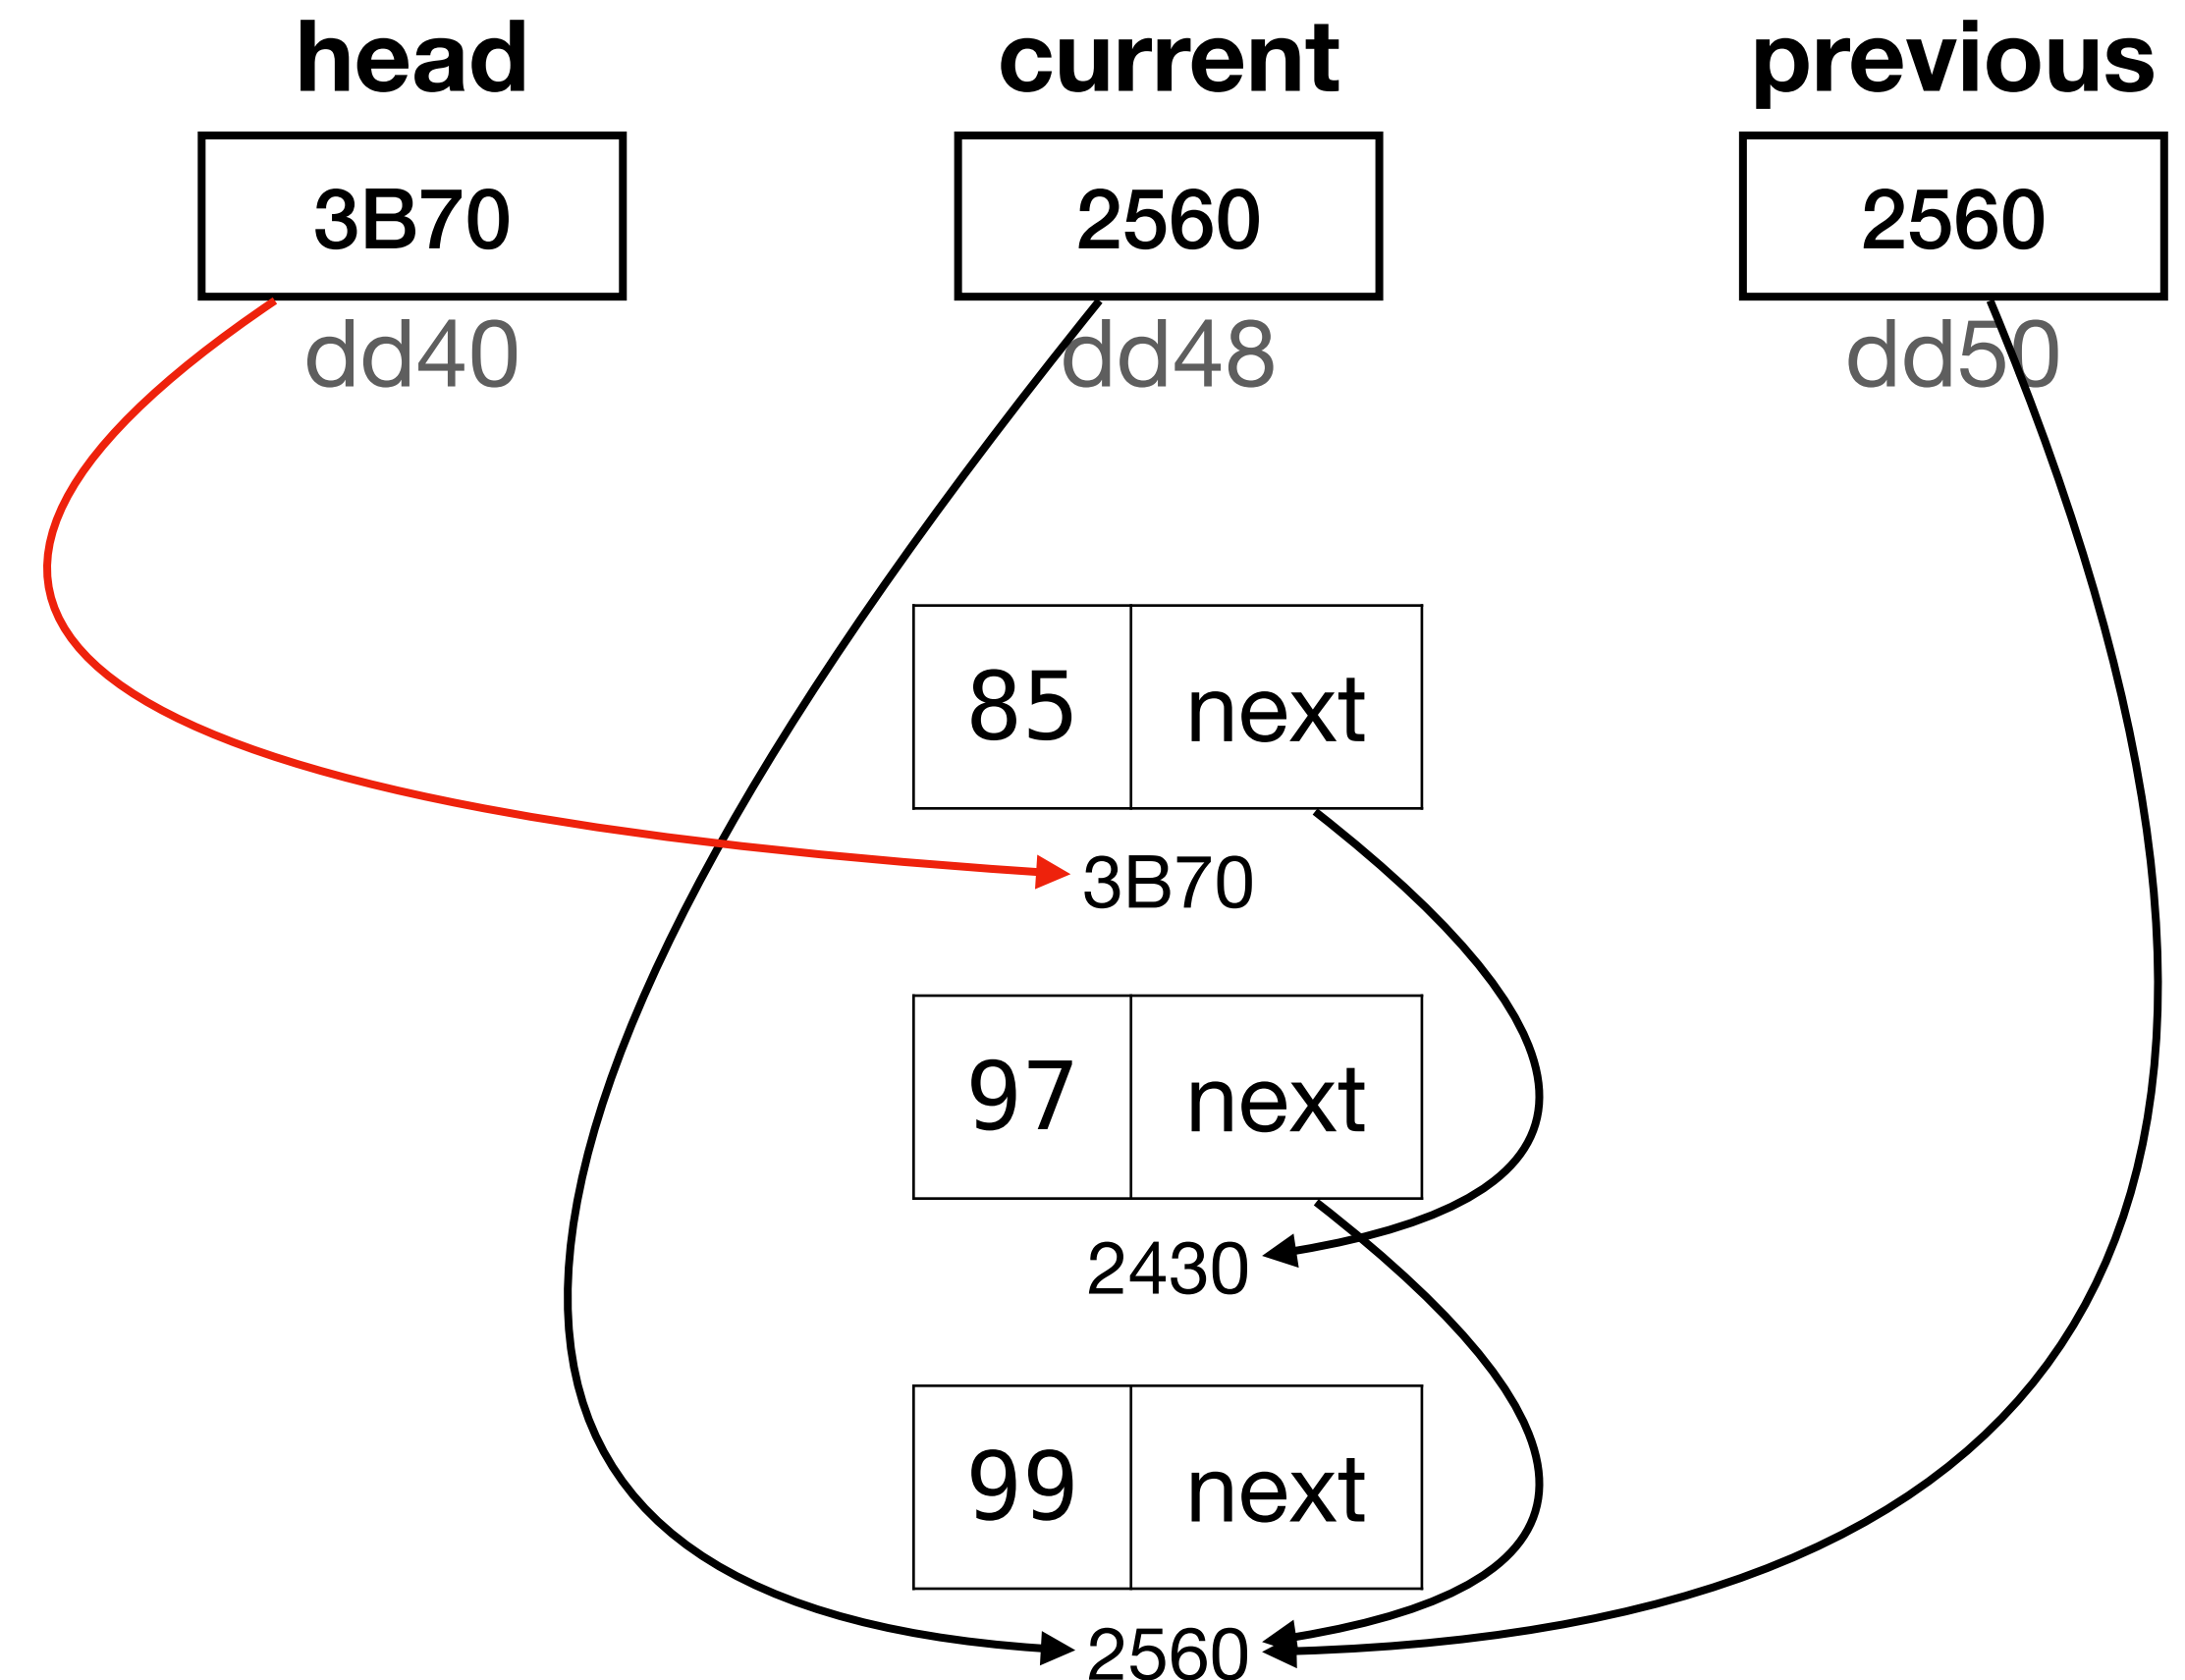 head current previous
3B70 2560 2560
dd40 dd48 dd50
85 next
3B70
97 next
2430
99 next
2560